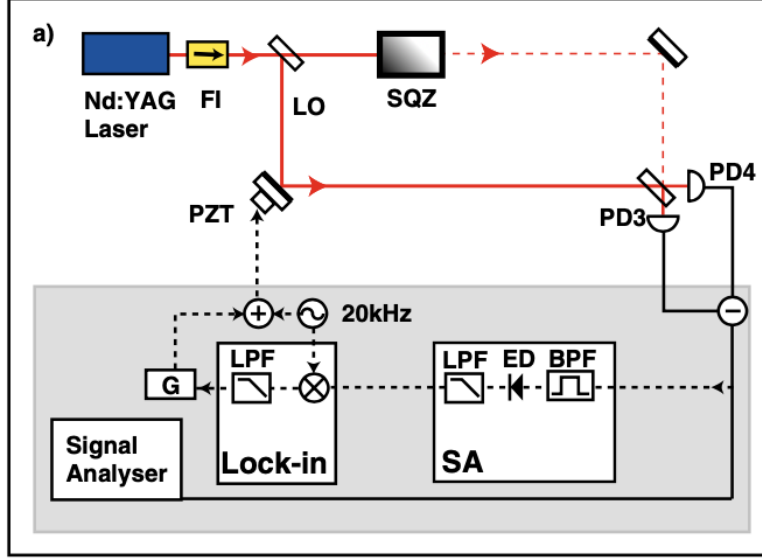 a)
Nd:YAG
Laser
FI
LO
SQZ
PZT
PD4
PD3
20kHz
+
−
LPF
G
Lock-in
LPF ED BPF
SA
Signal
Analyser